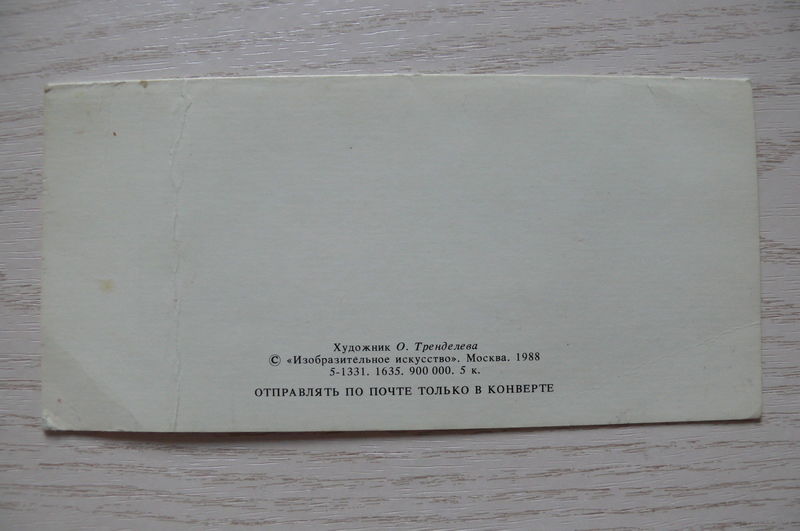 Художник О. Тренделева
© «Изобразительное искусство». Москва. 1988
5-1331. 1635. 900 000. 5 к.
ОТПРАВЛЯТЬ ПО ПОЧТЕ ТОЛЬКО В КОНВЕРТЕ